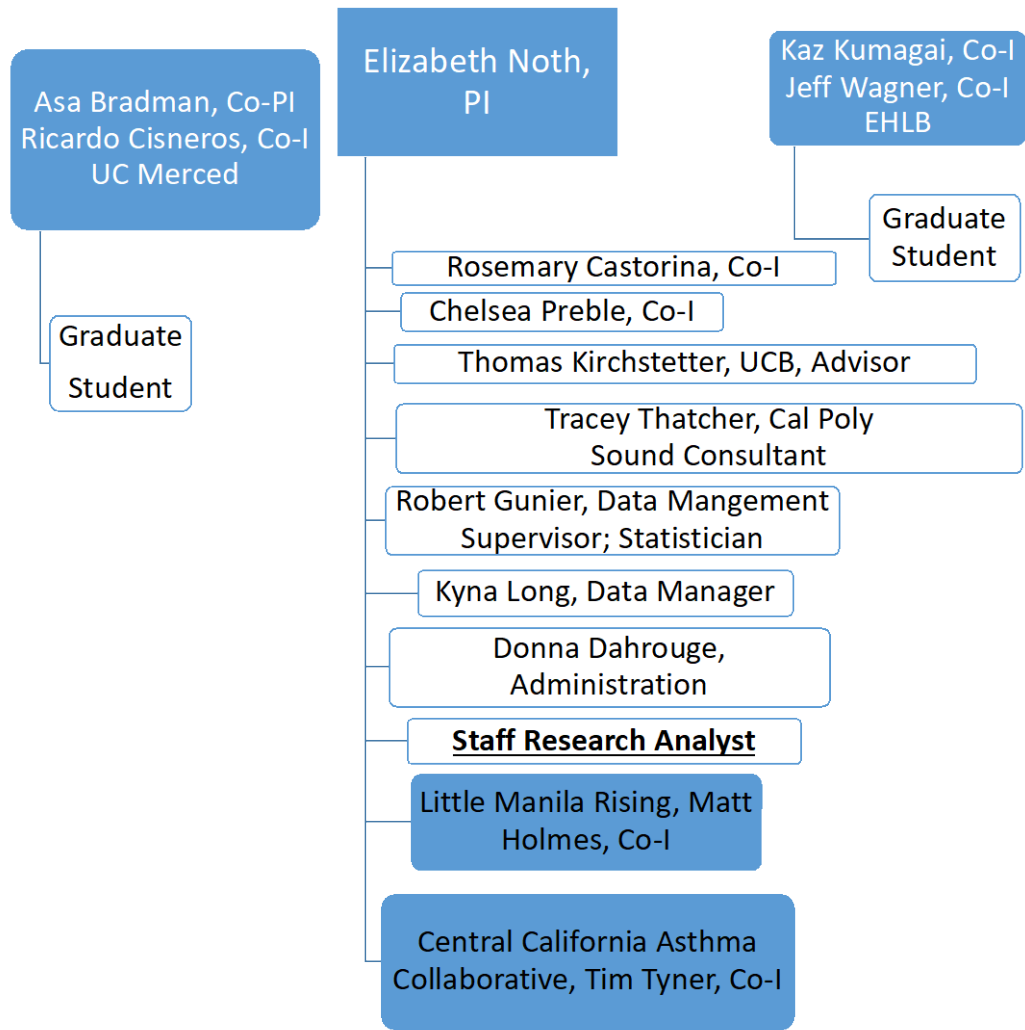 Elizabeth Noth,
PI
Asa Bradman, Co-PI
Ricardo Cisneros, Co-I
UC Merced
Graduate
Student
Kaz Kumagai, Co-I
Jeff Wagner, Co-I
EHLB
Graduate
Student
Rosemary Castorina, Co-I
Chelsea Preble, Co-I
Thomas Kirchstetter, UCB, Advisor
Tracey Thatcher, Cal Poly
Sound Consultant
Robert Gunier, Data Mangement
Supervisor; Statistician
Kyna Long, Data Manager
Donna Dahrouge,
Administration
Staff Research Analyst
Little Manila Rising, Matt
Holmes, Co-I
Central California Asthma
Collaborative, Tim Tyner, Co-I